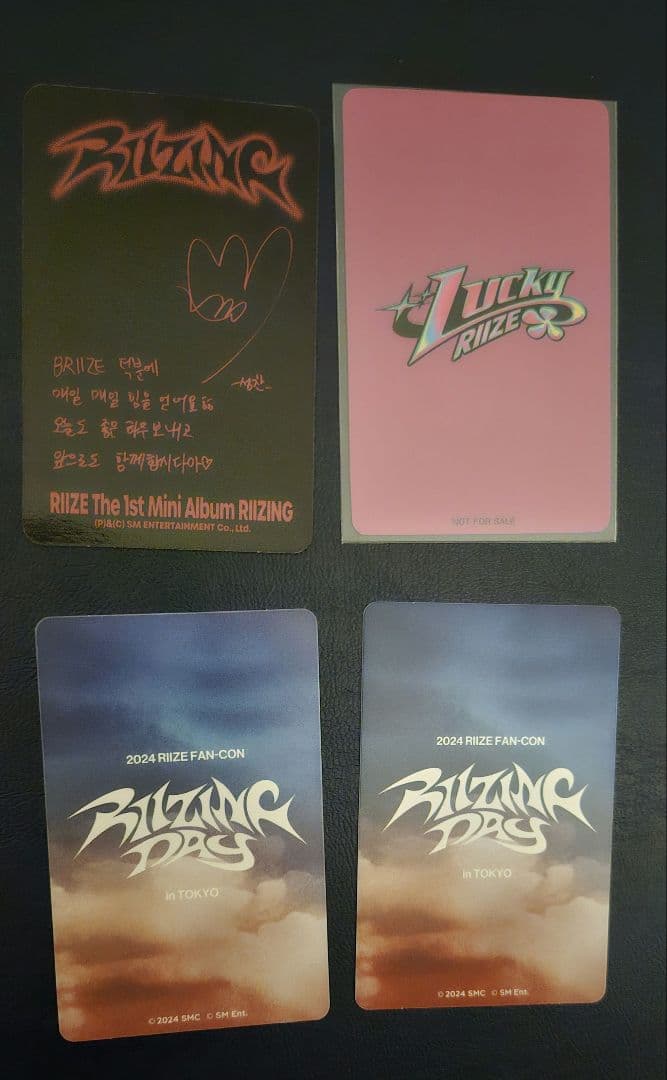 RIIZING
BRIIZE 덕분에
매일 매일 힘을 얻어요
오늘도 좋은 하루 보내고
앞으로도 함께합시다아♡
-성찬-
RIIZE The 1st Mini Album RIIZING
(P)&(C) SM ENTERTAINMENT Co., Ltd.
Lucky
RIIZE
NOT FOR SALE
2024 RIIZE FAN-CON
RIIZING
DAY
in TOKYO
© 2024 SMC © SM Ent.
2024 RIIZE FAN-CON
RIIZING
DAY
in TOKYO
© 2024 SMC © SM Ent.